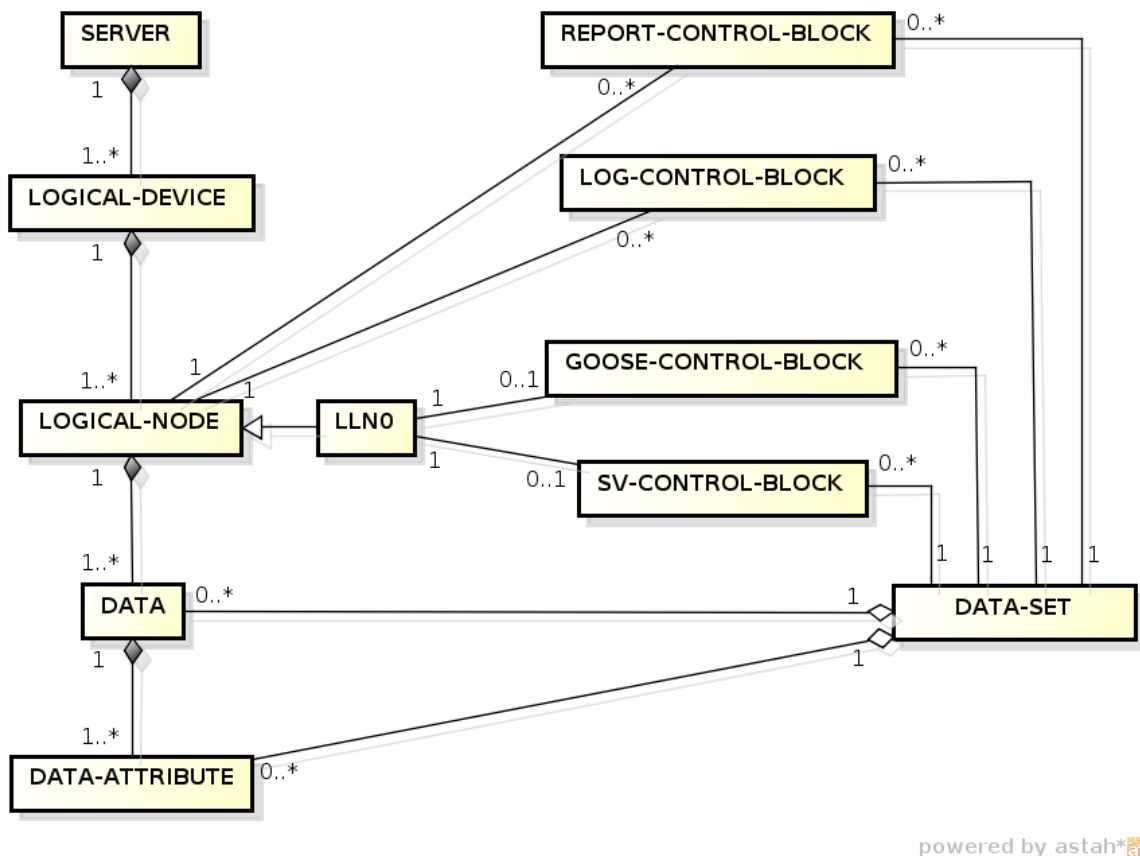 SERVER
REPORT-CONTROL-BLOCK
0..*
1
0..*
1..*
LOG-CONTROL-BLOCK
0..*
LOGICAL-DEVICE
1
0..*
GOOSE-CONTROL-BLOCK
0..*
1
1..*
1
0..1
1
LOGICAL-NODE
LLN0
1
0..1
SV-CONTROL-BLOCK
0..*
1
1..*
1
1
1
1
DATA
0..*
1
DATA-SET
1
1
1..*
DATA-ATTRIBUTE
0..*
powered by astah*